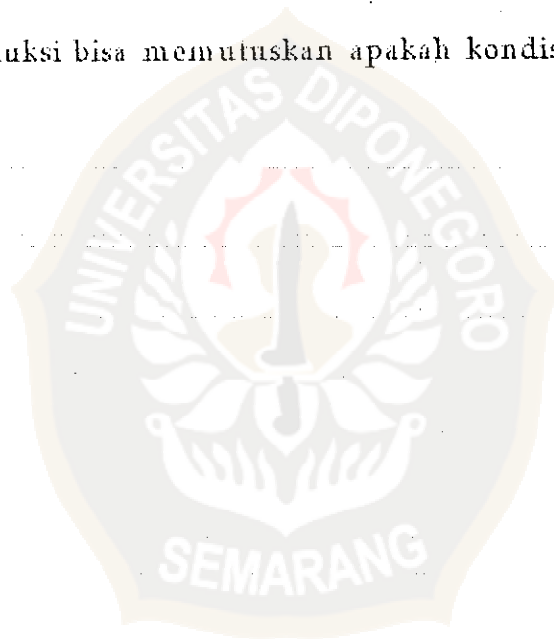 uksi bisa memutuskan apakah kondis
UNIVERSITAS DIPONEGORO
SEMARANG